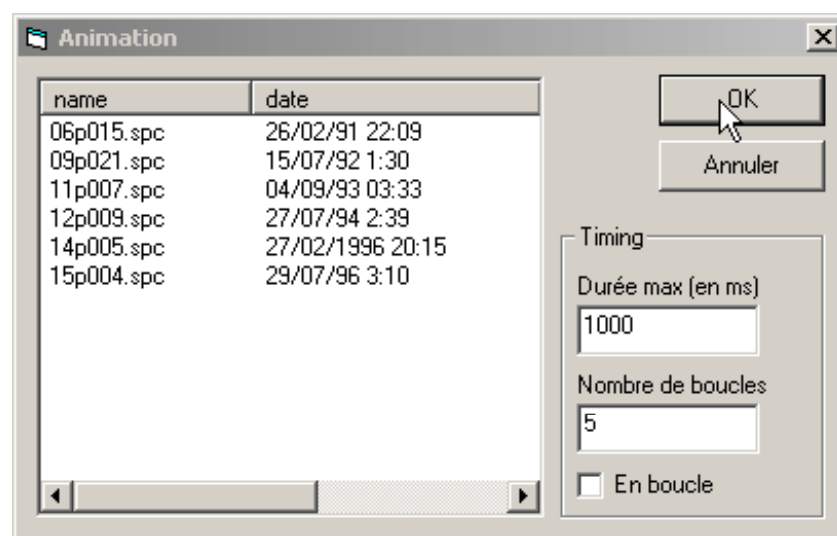 Animation
name date
06p015.spc 26/02/91 22:09
09p021.spc 15/07/92 1:30
11p007.spc 04/09/93 03:33
12p009.spc 27/07/94 2:39
14p005.spc 27/02/1996 20:15
15p004.spc 29/07/96 3:10
OK
Annuler
Timing
Durée max (en ms)
1000
Nombre de boucles
5
En boucle